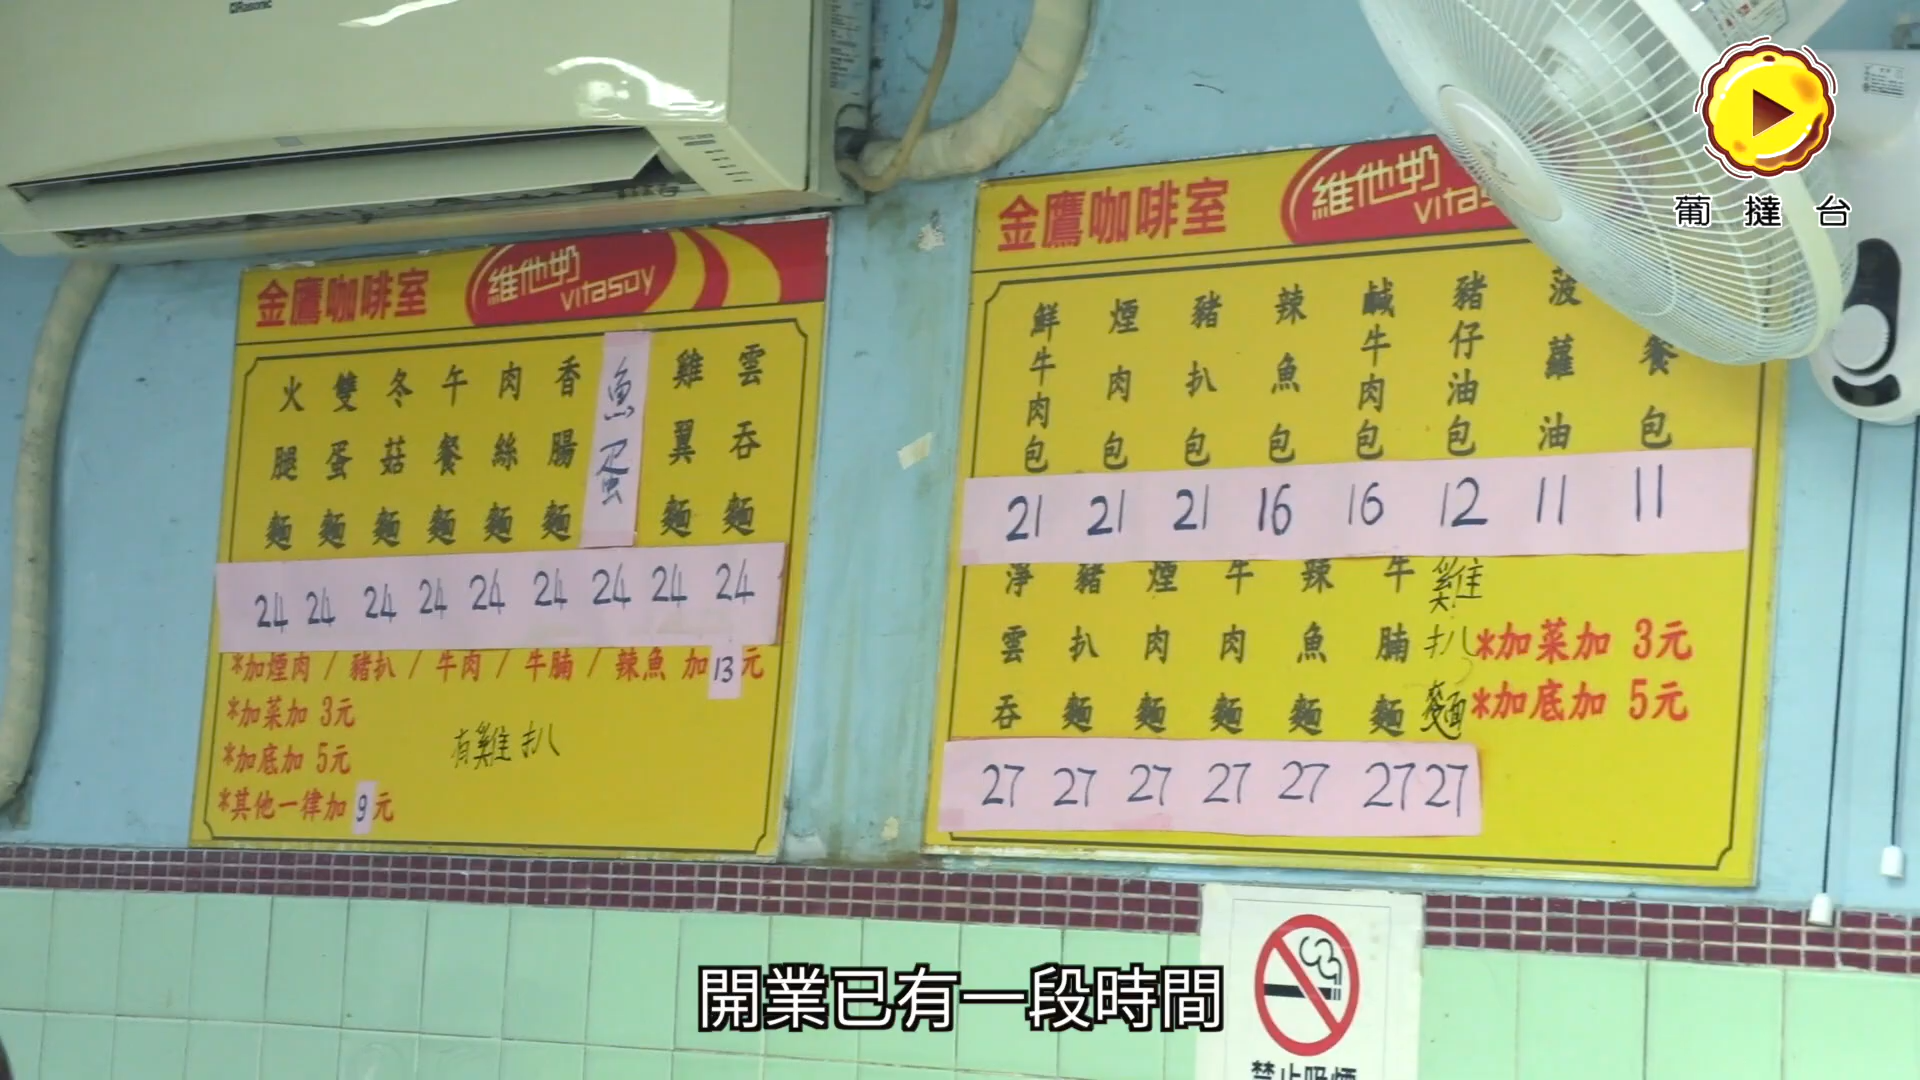 Rasonic
葡撻台
金鷹咖啡室 維他奶 vitasoy
火腿麵 雙蛋麵 冬菇麵 午餐麵 肉絲麵 香腸麵 魚蛋 雞翼麵 雲吞麵
24 24 24 24 24 24 24 24 24
*加煙肉 / 豬扒 / 牛肉 / 牛腩 / 辣魚 加13元
*加菜加 3元
*加底加 5元
有雞扒
*其他一律加9元
金鷹咖啡室 維他奶 vitas
鮮牛肉包 煙肉包 豬扒包 辣魚包 鹹牛肉包 豬仔油包 菠蘿油 餐包
21 21 21 16 16 12 11 11
淨雲吞 豬扒麵 煙肉麵 牛肉麵 辣魚麵 牛腩麵 雞扒麵
*加菜加 3元
*加底加 5元
27 27 27 27 27 27 27
開業已有一段時間
禁止吸煙